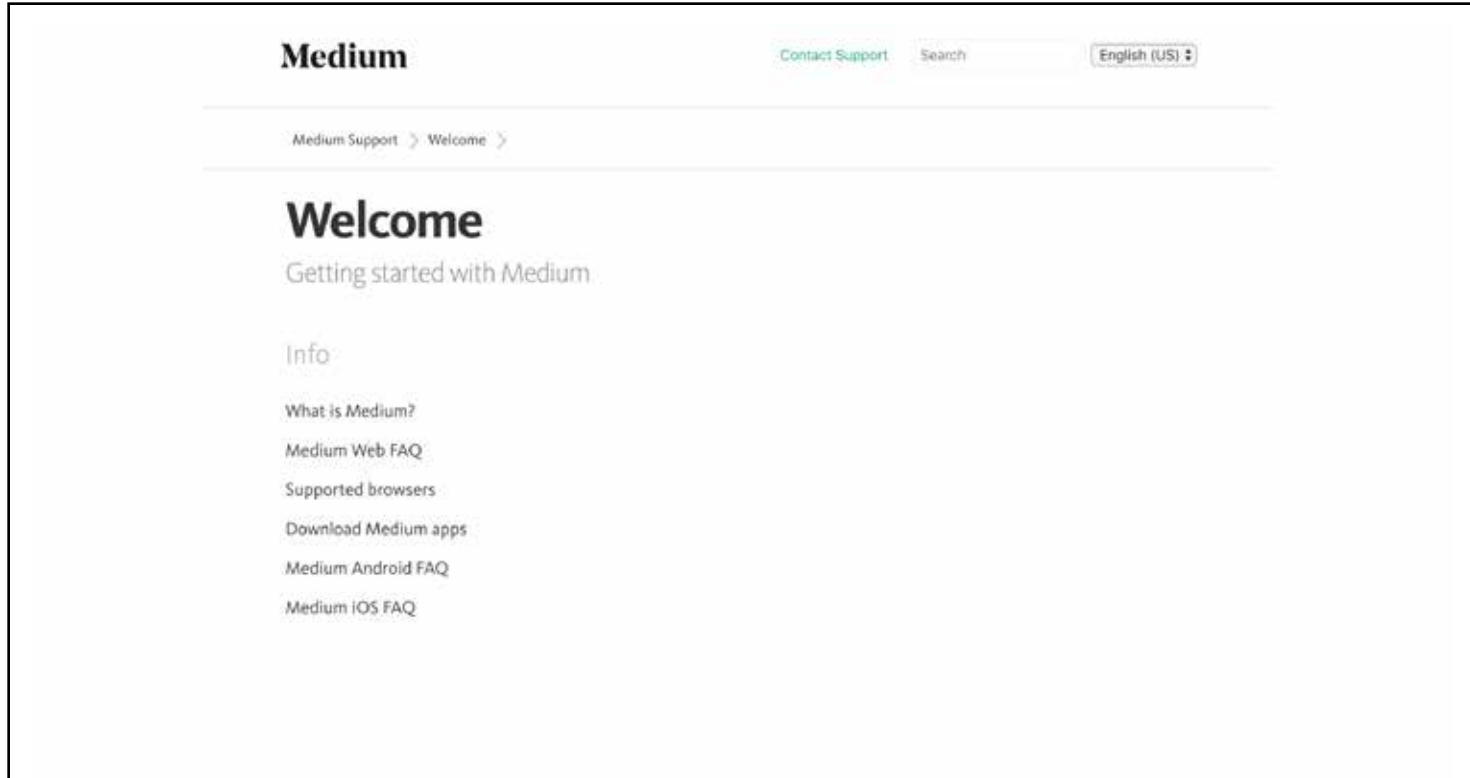 Medium
Contact Support Search English (US)
Medium Support Welcome
Welcome
Getting started with Medium
Info
What is Medium?
Medium Web FAQ
Supported browsers
Download Medium apps
Medium Android FAQ
Medium iOS FAQ